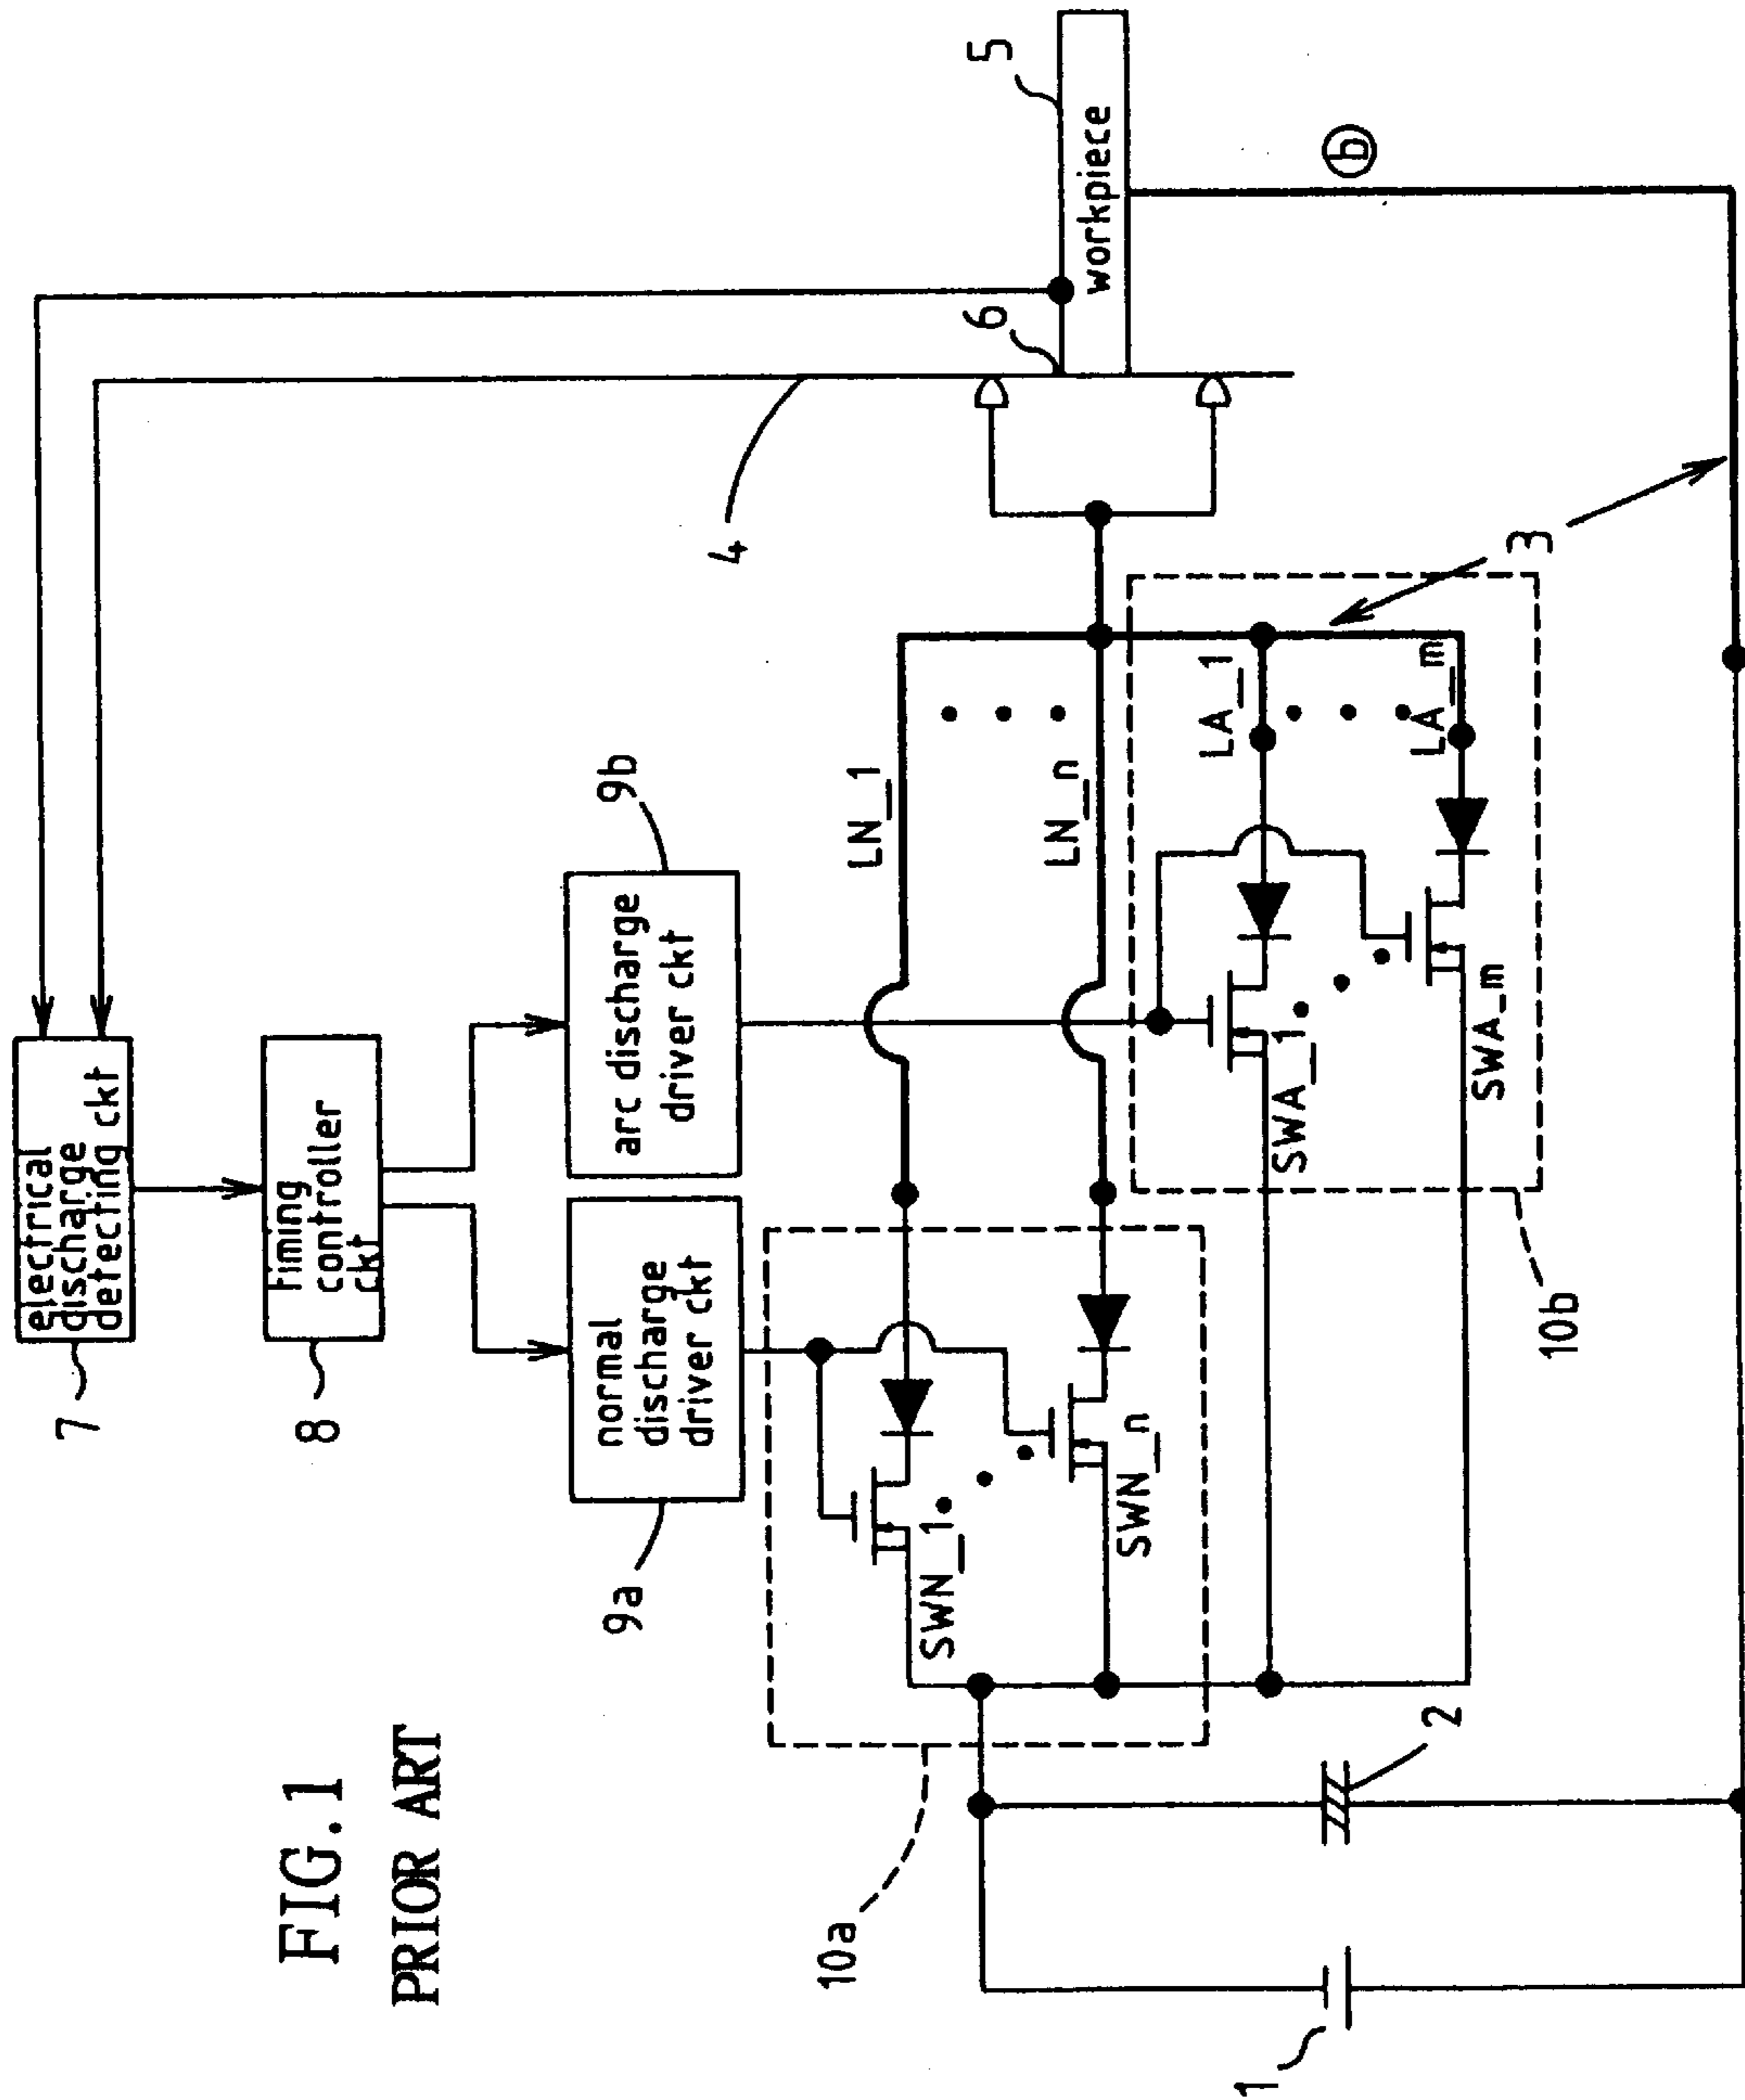 FIG.1
PRIOR ART
7
electrical
discharge
detecting ckt
8
Timing
controller
ckt
9a
normal
discharge
driver ckt
9b
arc discharge
driver ckt
4
6
5
workpiece
b
LN_1
LN_n
LA_1
LA_m
3
SWN_1
SWN_n
SWA_1
SWA_m
10a
10b
1
2